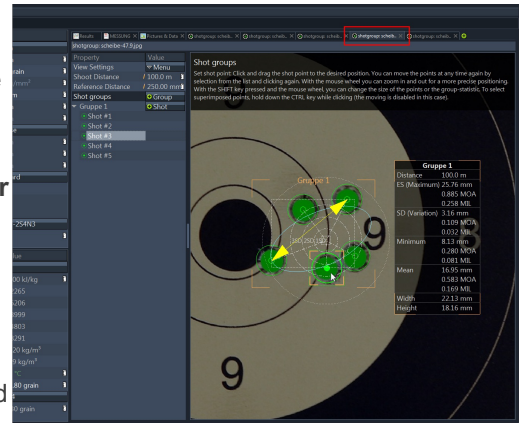 Results
MESSUNG
Pictures & Data
shotgroup: scheib..
shotgroup: scheib..
shotgroup: scheib..
shotgroup: scheib..
shotgroup: scheibe-47,8.jpg
Property Value
View Settings Menu
Shoot Distance / 100.0 m
Reference Distance / 250.00 mm
Shot groups Group
Gruppe 1 Shot
Shot #1
Shot #2
Shot #3
Shot #4
Shot #5
Shot groups
Set shot point: Click and drag the shot point to the desired position. You can move the points at any time again by
selection from the list and clicking again. With the mouse wheel you can zoom in and out for a more precise positioning.
With the SHIFT key pressed and the mouse wheel, you can change the size of the points or the group-statistic. To select
superimposed points, hold down the CTRL key while clicking (the moving is disabled in this case).
Gruppe 1
9
9
Gruppe 1
Distance 100.0 m
ES (Maximum) 25.76 mm
0.885 MOA
0.258 MIL
SD (Variation) 3.16 mm
0.109 MOA
0.032 MIL
Minimum 8.13 mm
0.280 MOA
0.081 MIL
Mean 16.95 mm
0.583 MOA
0.169 MIL
Width 22.13 mm
Height 18.16 mm
-2S4N3
00 kJ/kg
265
206
999
803
291
20 kg/m³
9 kg/m³
°C
80 grain
0 grain